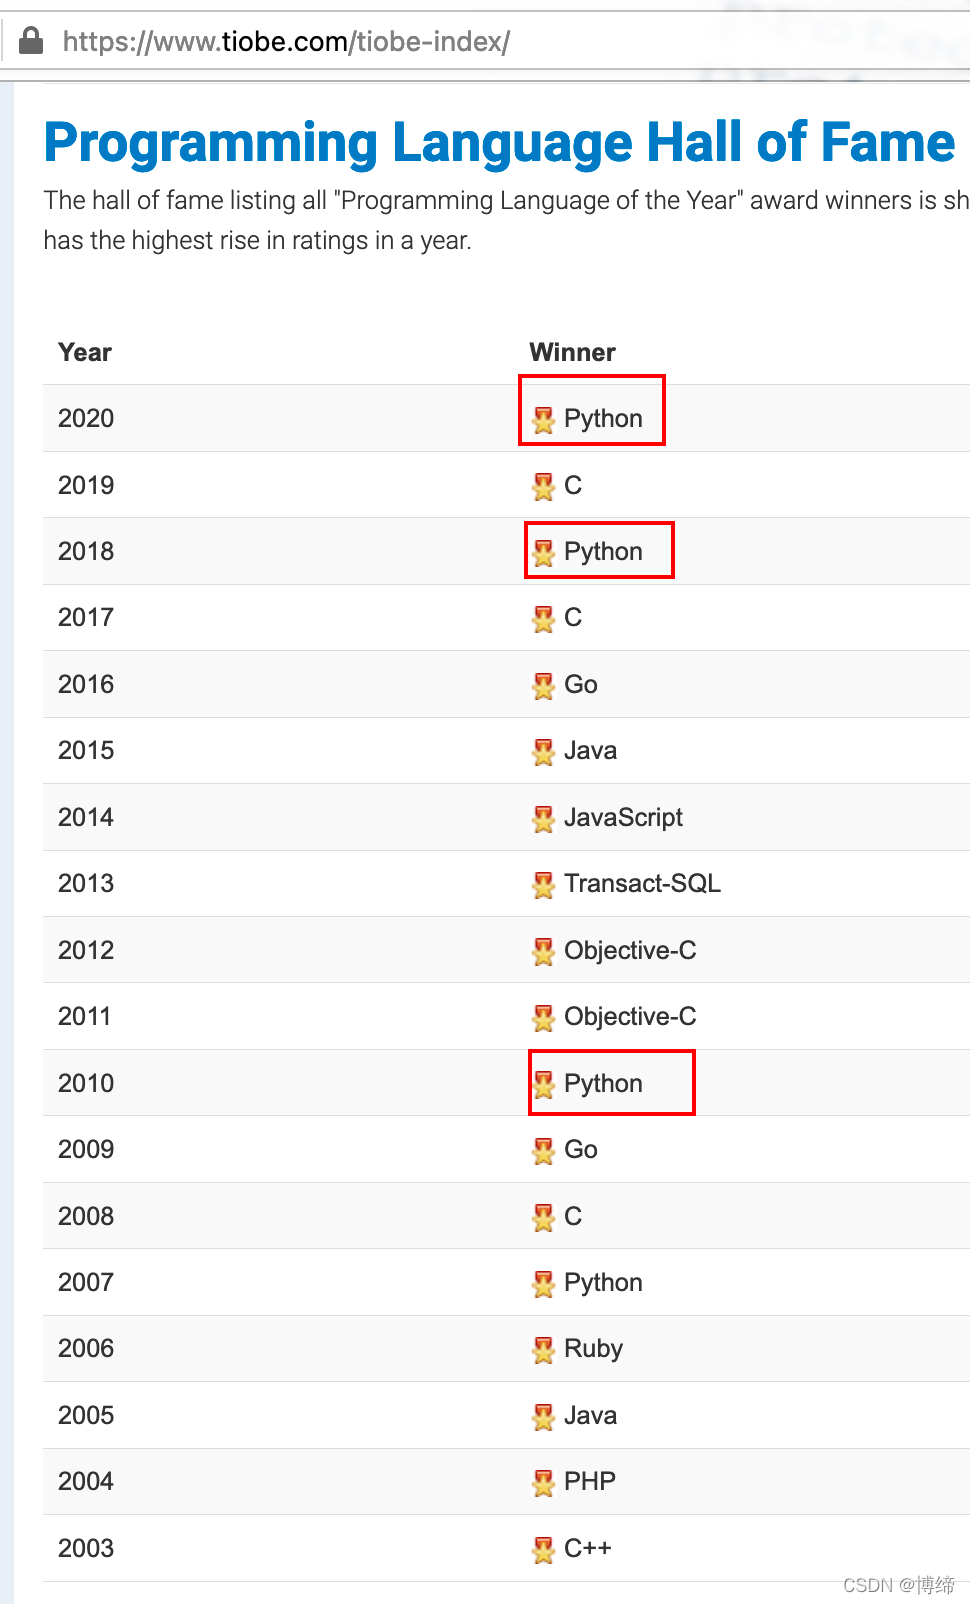 https://www.tiobe.com/tiobe-index/
Programming Language Hall of Fame
The hall of fame listing all "Programming Language of the Year" award winners is sh
has the highest rise in ratings in a year.
Year Winner
2020 Python
2019 C
2018 Python
2017 C
2016 Go
2015 Java
2014 JavaScript
2013 Transact-SQL
2012 Objective-C
2011 Objective-C
2010 Python
2009 Go
2008 C
2007 Python
2006 Ruby
2005 Java
2004 PHP
2003 C++
CSDN @博缔